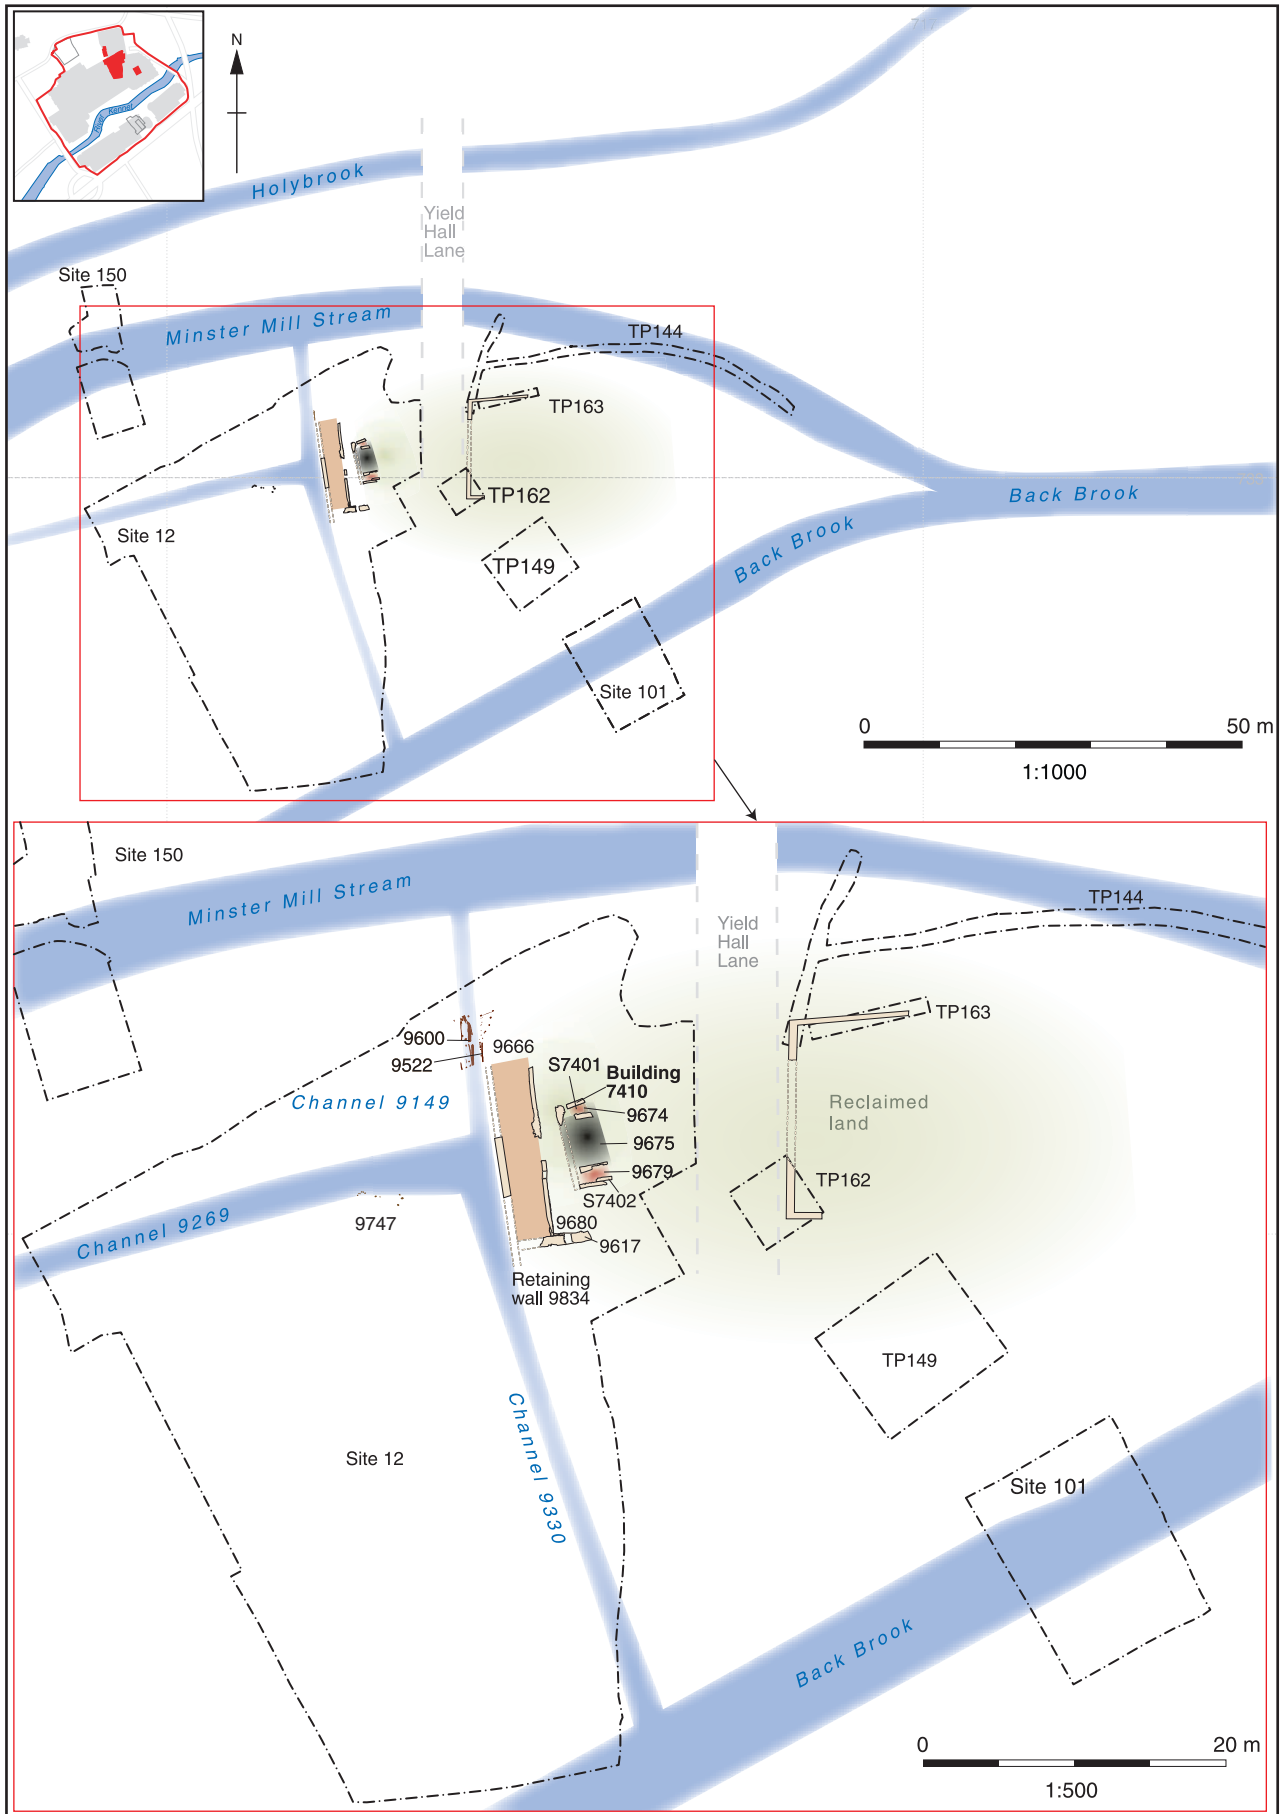 River Kennet
N
717
Holybrook
Yield
Hall
Lane
Site 150
Minster Mill Stream
TP144
TP163
TP162
Back Brook
Site 12
Back Brook
TP149
Site 101
0 50 m
1:1000
Site 150
Minster Mill Stream
TP144
Yield
Hall
Lane
TP163
9600
9666
9522
S7401
Building
7410
9674
Channel 9149
Reclaimed
land
9675
9679
TP162
S7402
9747
9680
Channel 9269
9617
Retaining
wall 9834
TP149
Channel 9330
Site 12
Site 101
Back Brook
0 20 m
1:500